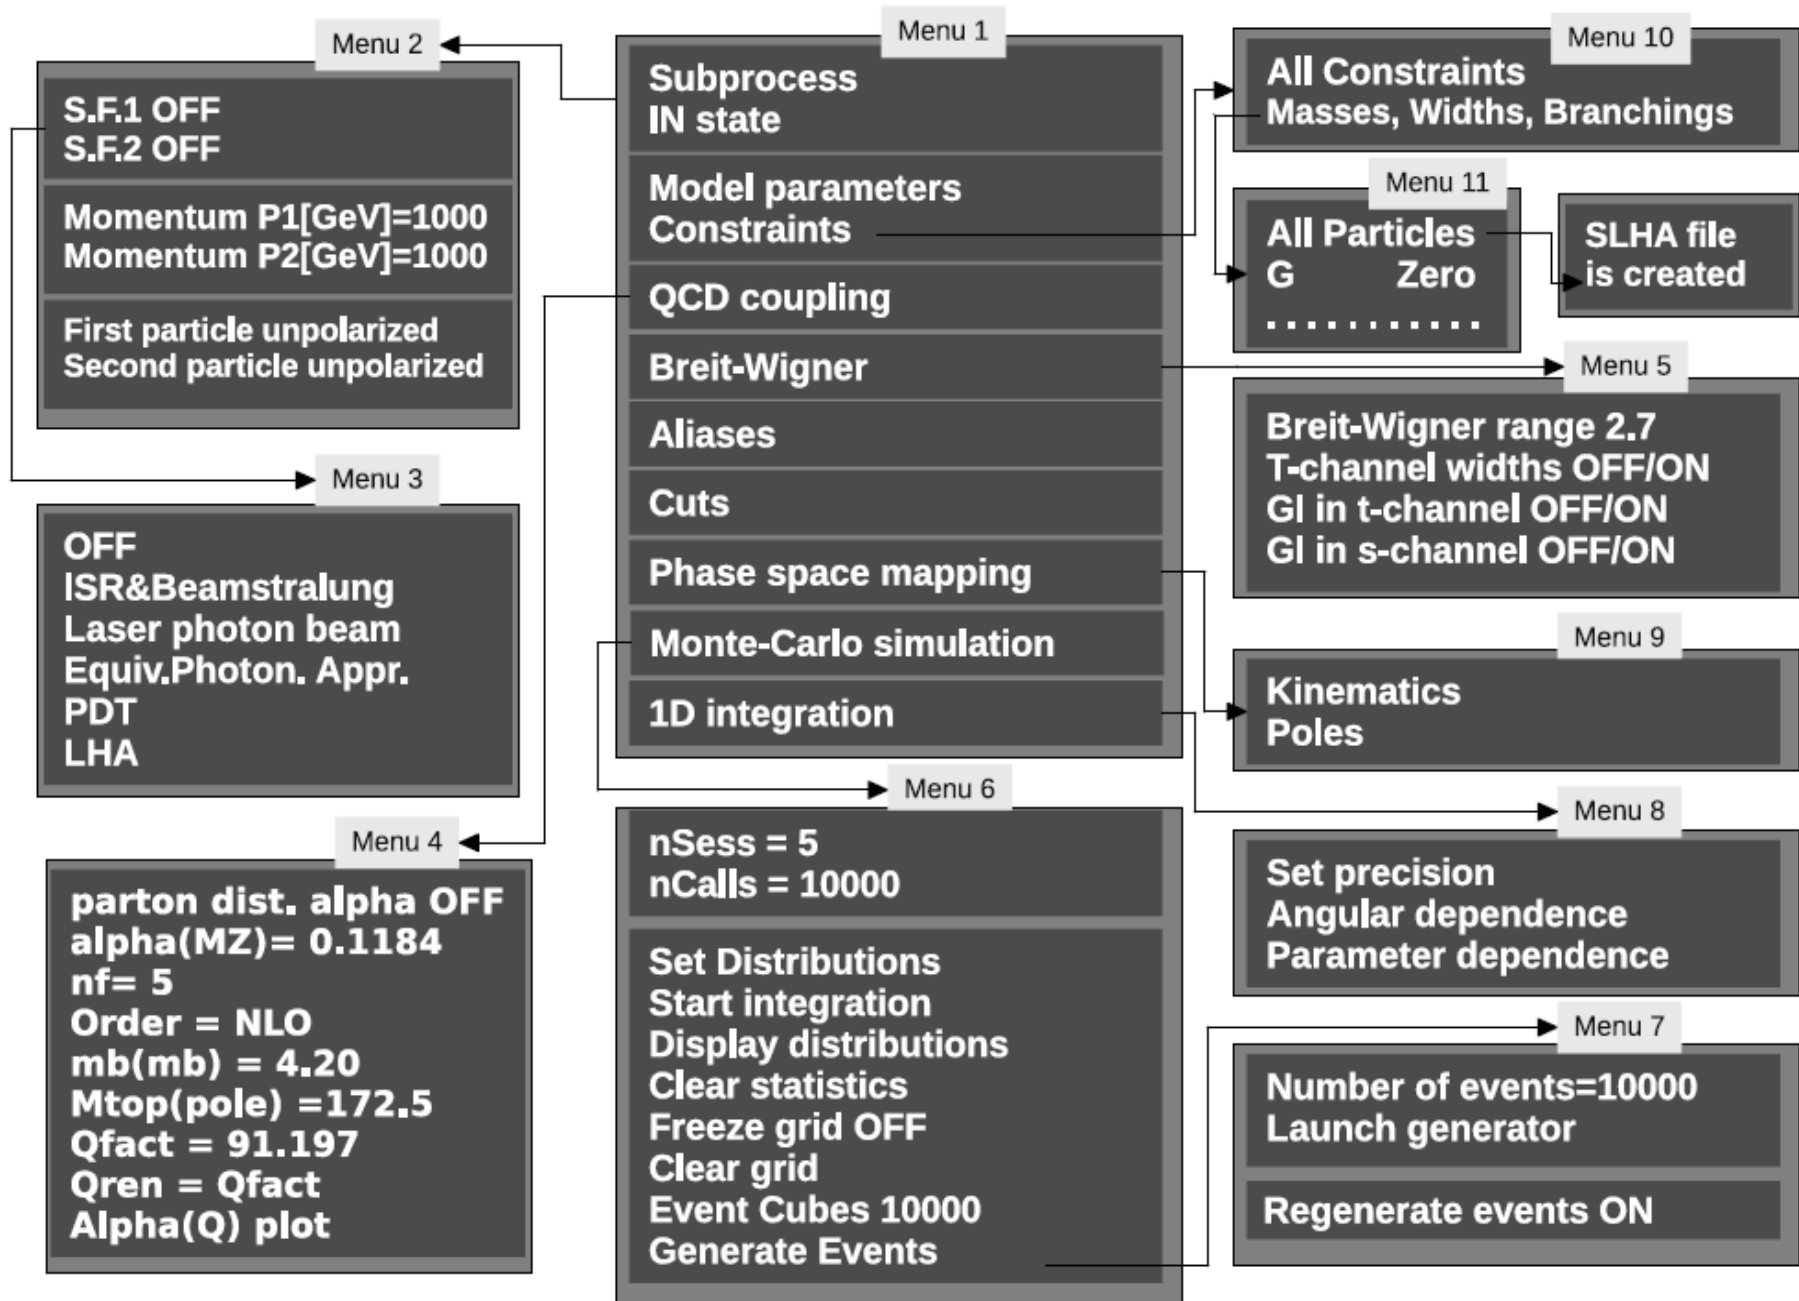 Menu 2
S.F.1 OFF
S.F.2 OFF
Momentum P1[GeV]=1000
Momentum P2[GeV]=1000
First particle unpolarized
Second particle unpolarized
Menu 3
OFF
ISR&Beamstralung
Laser photon beam
Equiv.Photon. Appr.
PDT
LHA
Menu 4
parton dist. alpha OFF
alpha(MZ)= 0.1184
nf= 5
Order = NLO
mb(mb) = 4.20
Mtop(pole) =172.5
Qfact = 91.197
Qren = Qfact
Alpha(Q) plot
Menu 1
Subprocess
IN state
Model parameters
Constraints
QCD coupling
Breit-Wigner
Aliases
Cuts
Phase space mapping
Monte-Carlo simulation
1D integration
Menu 6
nSess = 5
nCalls = 10000
Set Distributions
Start integration
Display distributions
Clear statistics
Freeze grid OFF
Clear grid
Event Cubes 10000
Generate Events
Menu 10
All Constraints
Masses, Widths, Branchings
Menu 11
All Particles
G Zero
. . . . . . . . . . .
SLHA file
is created
Menu 5
Breit-Wigner range 2.7
T-channel widths OFF/ON
GI in t-channel OFF/ON
GI in s-channel OFF/ON
Menu 9
Kinematics
Poles
Menu 8
Set precision
Angular dependence
Parameter dependence
Menu 7
Number of events=10000
Launch generator
Regenerate events ON